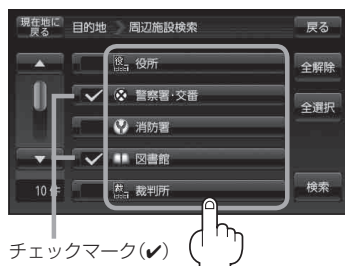 現在地に
戻る
目的地 周辺施設検索
戻る
役所
全解除
警察署・交番
全選択
消防署
図書館
10件
裁判所
検索
チェックマーク(✔)